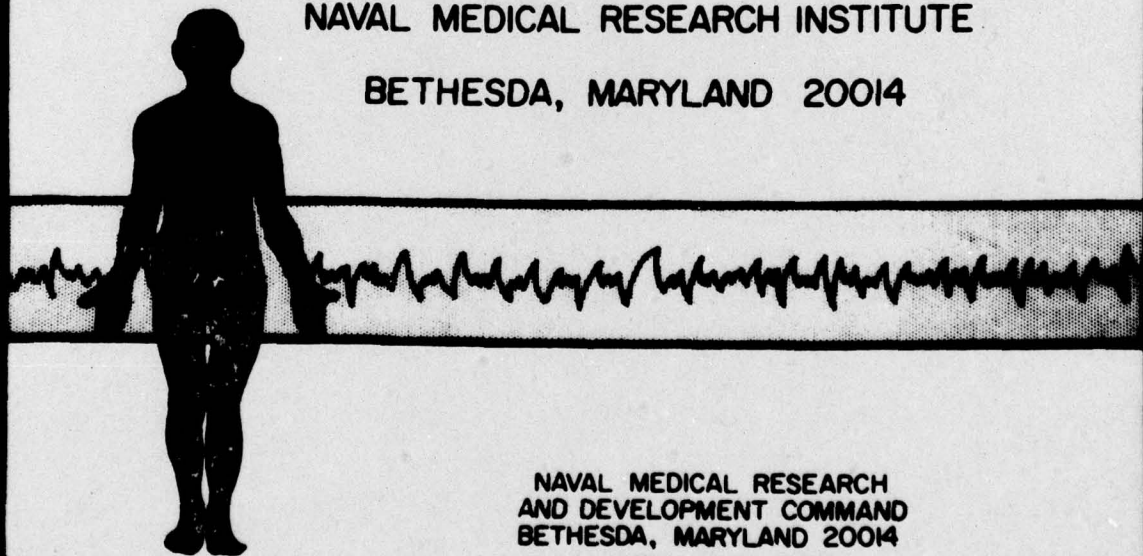 NAVAL MEDICAL RESEARCH INSTITUTE
BETHESDA, MARYLAND 20014
NAVAL MEDICAL RESEARCH
AND DEVELOPMENT COMMAND
BETHESDA, MARYLAND 20014